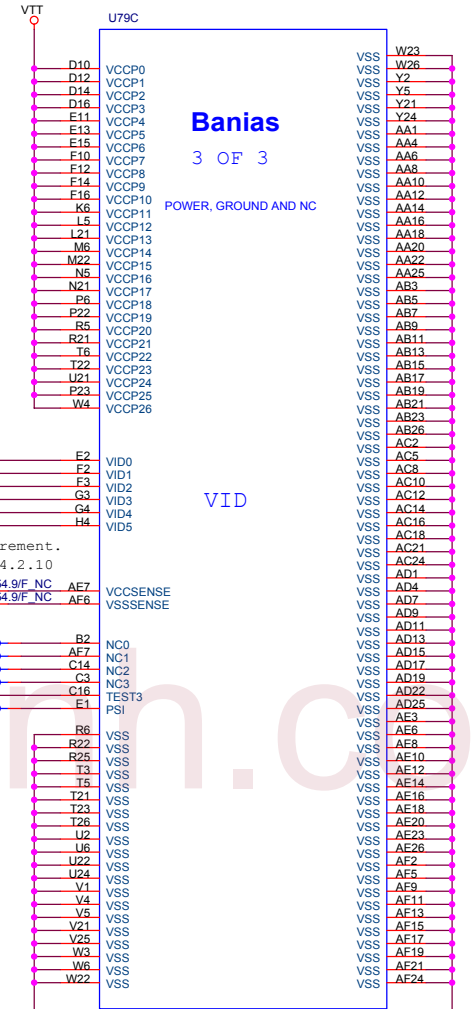 VTT
U79C
Banias
3 OF 3
POWER, GROUND AND NC
VID
D10 VCCP0
D12 VCCP1
D14 VCCP2
D16 VCCP3
E11 VCCP4
E13 VCCP5
E15 VCCP6
F10 VCCP7
F12 VCCP8
F14 VCCP9
F16 VCCP10
K6 VCCP11
L5 VCCP12
L21 VCCP13
M6 VCCP14
M22 VCCP15
N5 VCCP16
N21 VCCP17
P6 VCCP18
P22 VCCP19
R5 VCCP20
R21 VCCP21
T6 VCCP22
T22 VCCP23
U21 VCCP24
P23 VCCP25
W4 VCCP26
E2 VID0
F2 VID1
F3 VID2
G3 VID3
G4 VID4
H4 VID5
rement.
4.2.10
54.9/F_NC AE7 VCCSENSE
54.9/F_NC AF6 VSSSENSE
B2 NC0
AF7 NC1
C14 NC2
C3 NC3
C16 TEST3
E1 PSI
R6 VSS
R22 VSS
R25 VSS
T3 VSS
T5 VSS
T21 VSS
T23 VSS
T26 VSS
U2 VSS
U6 VSS
U22 VSS
U24 VSS
V1 VSS
V4 VSS
V5 VSS
V21 VSS
V25 VSS
W3 VSS
W6 VSS
W22 VSS
VSS W23
VSS W26
VSS Y2
VSS Y5
VSS Y21
VSS Y24
VSS AA1
VSS AA4
VSS AA6
VSS AA8
VSS AA10
VSS AA12
VSS AA14
VSS AA16
VSS AA18
VSS AA20
VSS AA22
VSS AA25
VSS AB3
VSS AB5
VSS AB7
VSS AB9
VSS AB11
VSS AB13
VSS AB15
VSS AB17
VSS AB19
VSS AB21
VSS AB23
VSS AB26
VSS AC2
VSS AC5
VSS AC8
VSS AC10
VSS AC12
VSS AC14
VSS AC16
VSS AC18
VSS AC21
VSS AC24
VSS AD1
VSS AD4
VSS AD7
VSS AD9
VSS AD11
VSS AD13
VSS AD15
VSS AD17
VSS AD19
VSS AD22
VSS AD25
VSS AE3
VSS AE6
VSS AE8
VSS AE10
VSS AE12
VSS AE14
VSS AE16
VSS AE18
VSS AE20
VSS AE23
VSS AE26
VSS AF2
VSS AF5
VSS AF9
VSS AF11
VSS AF13
VSS AF15
VSS AF17
VSS AF19
VSS AF21
VSS AF24
nh.co